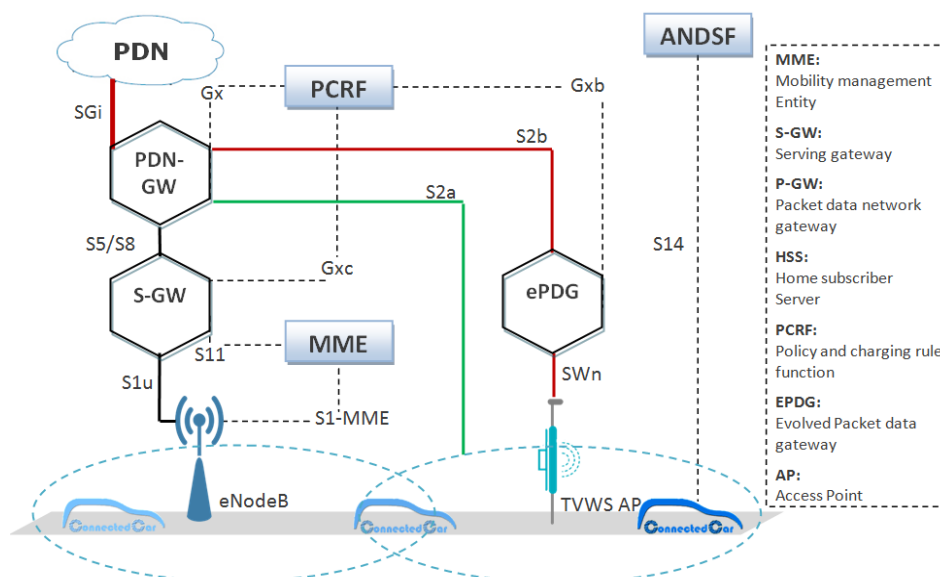 PDN
ANDSF
SGi
Gx
PCRF
Gxb
PDN-
GW
S2b
S2a
S5/S8
Gxc
S14
S-GW
ePDG
S11
MME
S1u
SWn
S1-MME
eNodeB
TVWS AP
ConnectedCar
ConnectedCar
ConnectedCar
MME:
Mobility management
Entity
S-GW:
Serving gateway
P-GW:
Packet data network
gateway
HSS:
Home subscriber
Server
PCRF:
Policy and charging rule
function
EPDG:
Evolved Packet data
gateway
AP:
Access Point